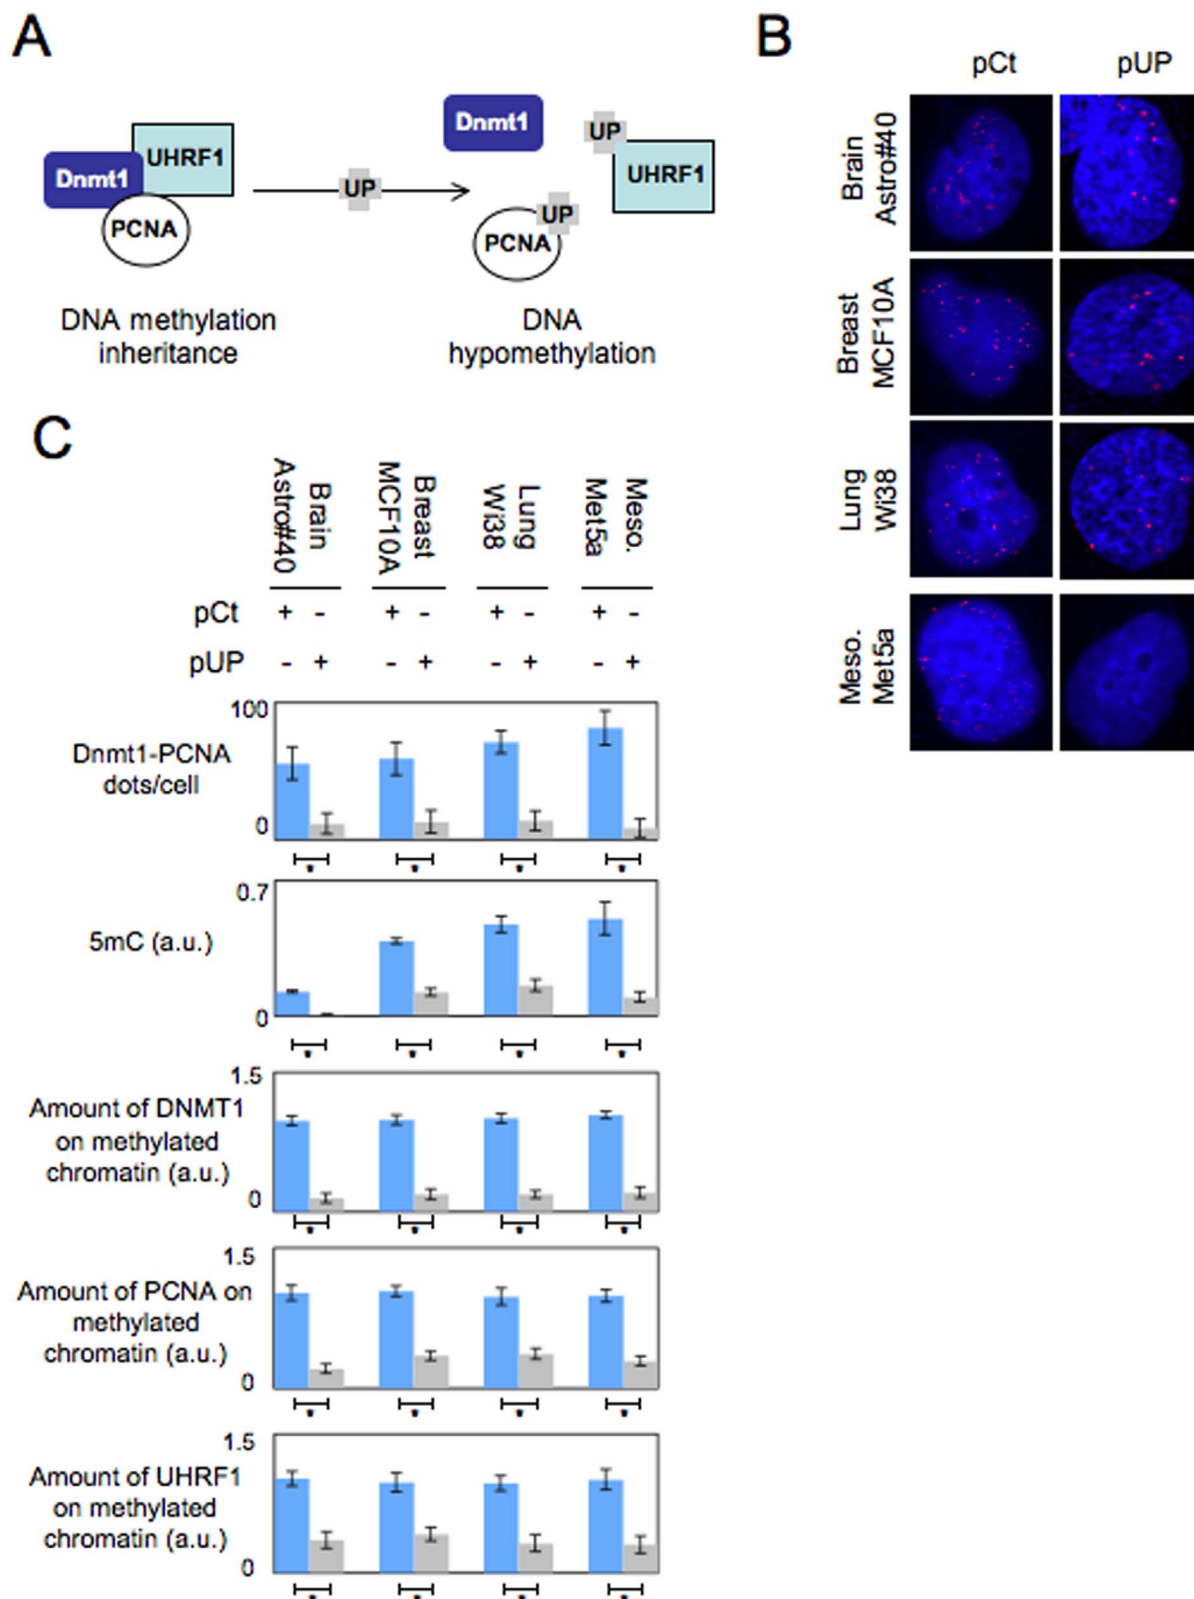 A
Dnmt1
UHRF1
PCNA
UP
Dnmt1
UP
UHRF1
UP
PCNA
DNA methylation
inheritance
DNA
hypomethylation
B
pCt
pUP
Brain
Astro#40
Breast
MCF10A
Lung
Wi38
Meso.
Met5a
C
Brain
Astro#40
Breast
MCF10A
Lung
Wi38
Meso.
Met5a
pCt + - + - + - + -
pUP - + - + - + - +
100
Dnmt1-PCNA
dots/cell
0
* * * *
0.7
5mC (a.u.)
0
* * * *
1.5
Amount of DNMT1
on methylated
chromatin (a.u.)
0
* * * *
1.5
Amount of PCNA on
methylated
chromatin (a.u.)
0
* * * *
1.5
Amount of UHRF1
on methylated
chromatin (a.u.)
0
* * * *